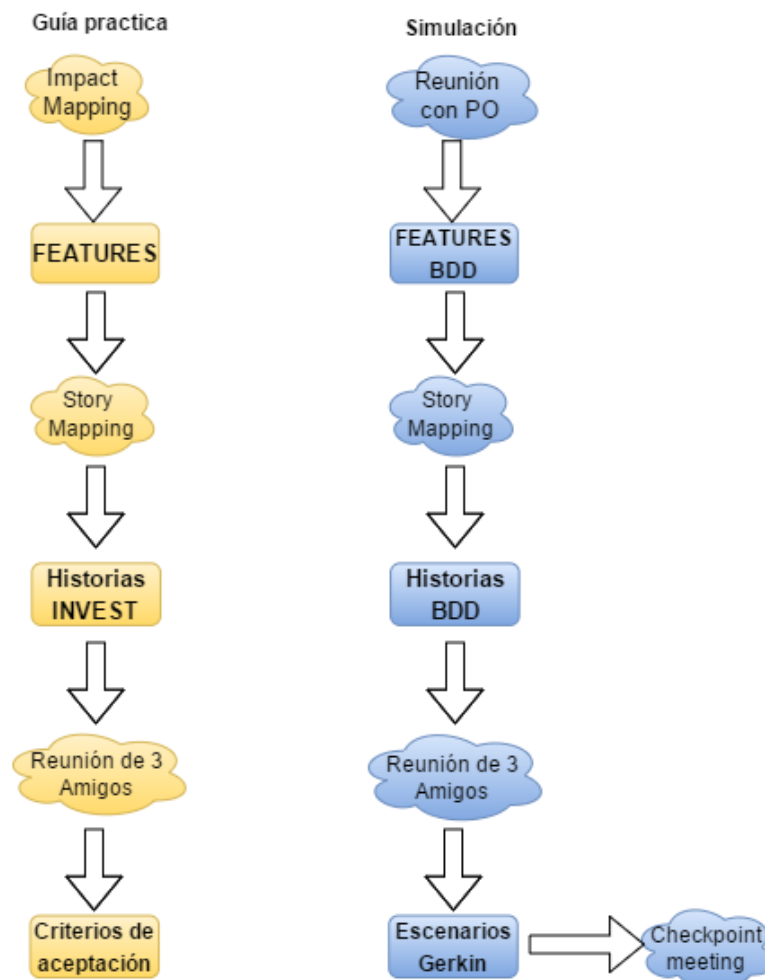 Guía practica
Simulación
Impact
Mapping
Reunión
con PO
FEATURES
FEATURES
BDD
Story
Mapping
Story
Mapping
Historias
INVEST
Historias
BDD
Reunión de 3
Amigos
Reunión de 3
Amigos
Criterios de
aceptación
Escenarios
Gerkin
Checkpoint
meeting